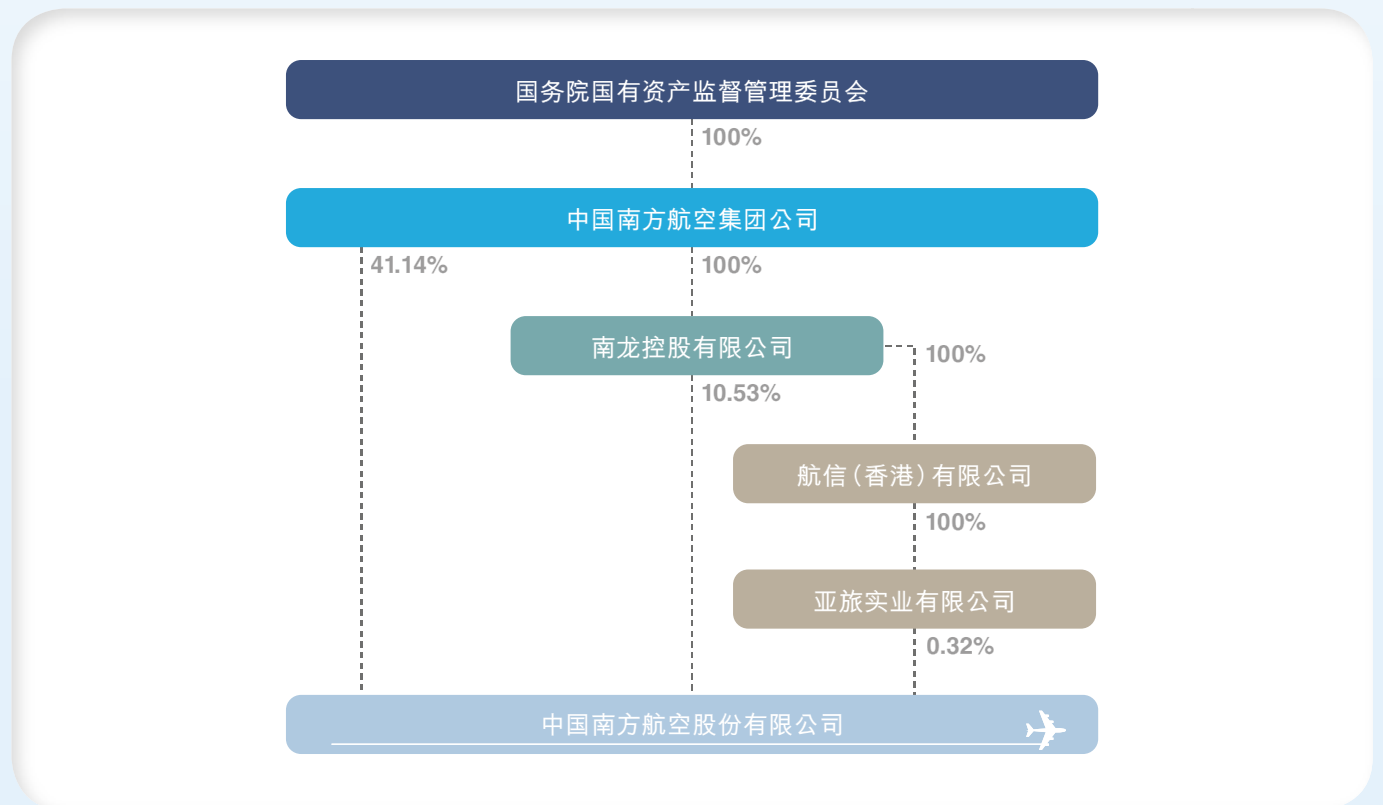 国务院国有资产监督管理委员会
100%
中国南方航空集团公司
41.14%
100%
南龙控股有限公司
100%
10.53%
航信（香港）有限公司
100%
亚旅实业有限公司
0.32%
中国南方航空股份有限公司